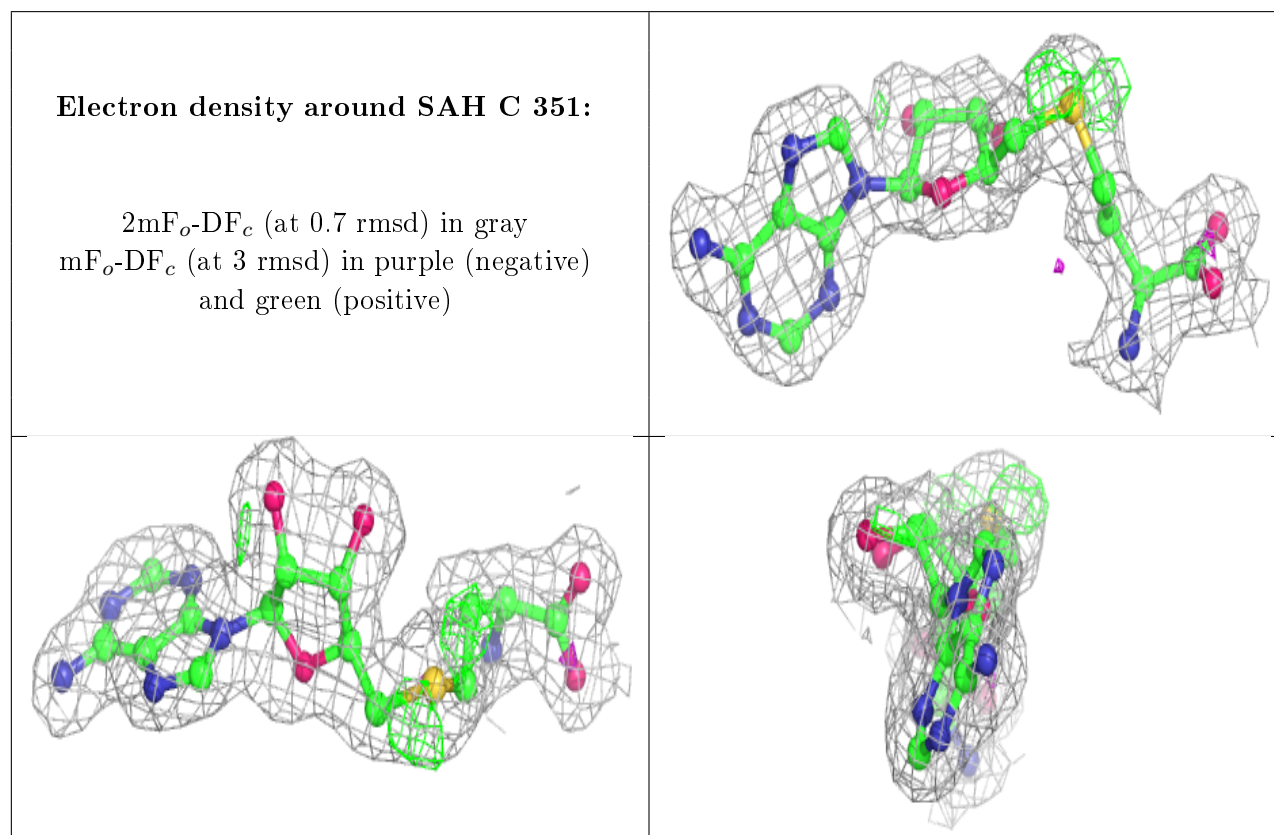 Electron density around SAH C 351:
2mFo-DFc (at 0.7 rmsd) in gray
mFo-DFc (at 3 rmsd) in purple (negative)
and green (positive)